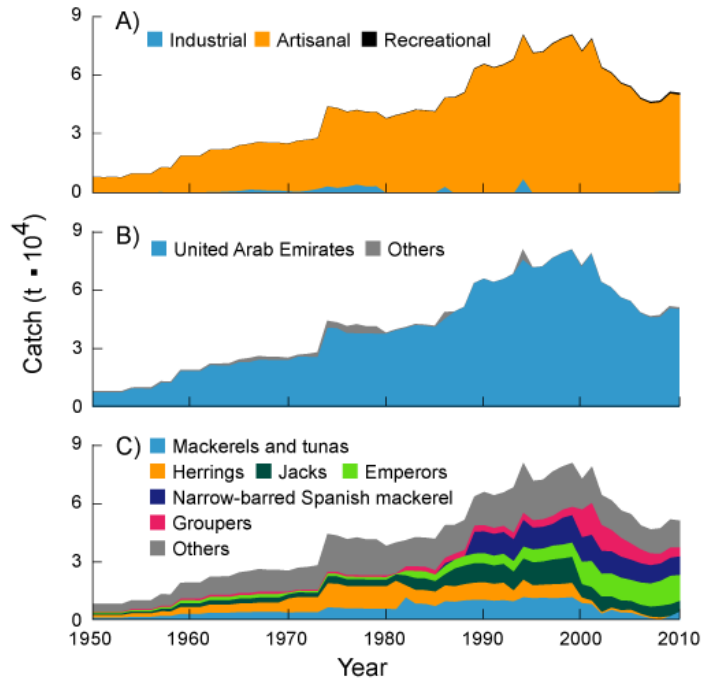 9
A)
Industrial Artisanal Recreational
6
3
0
9
B)
United Arab Emirates Others
6
3
0
Catch (t ▪ 10⁴)
9
C)
Mackerels and tunas
Herrings Jacks Emperors
6
Narrow-barred Spanish mackerel
Groupers
Others
3
0
1950 1960 1970 1980 1990 2000 2010
Year